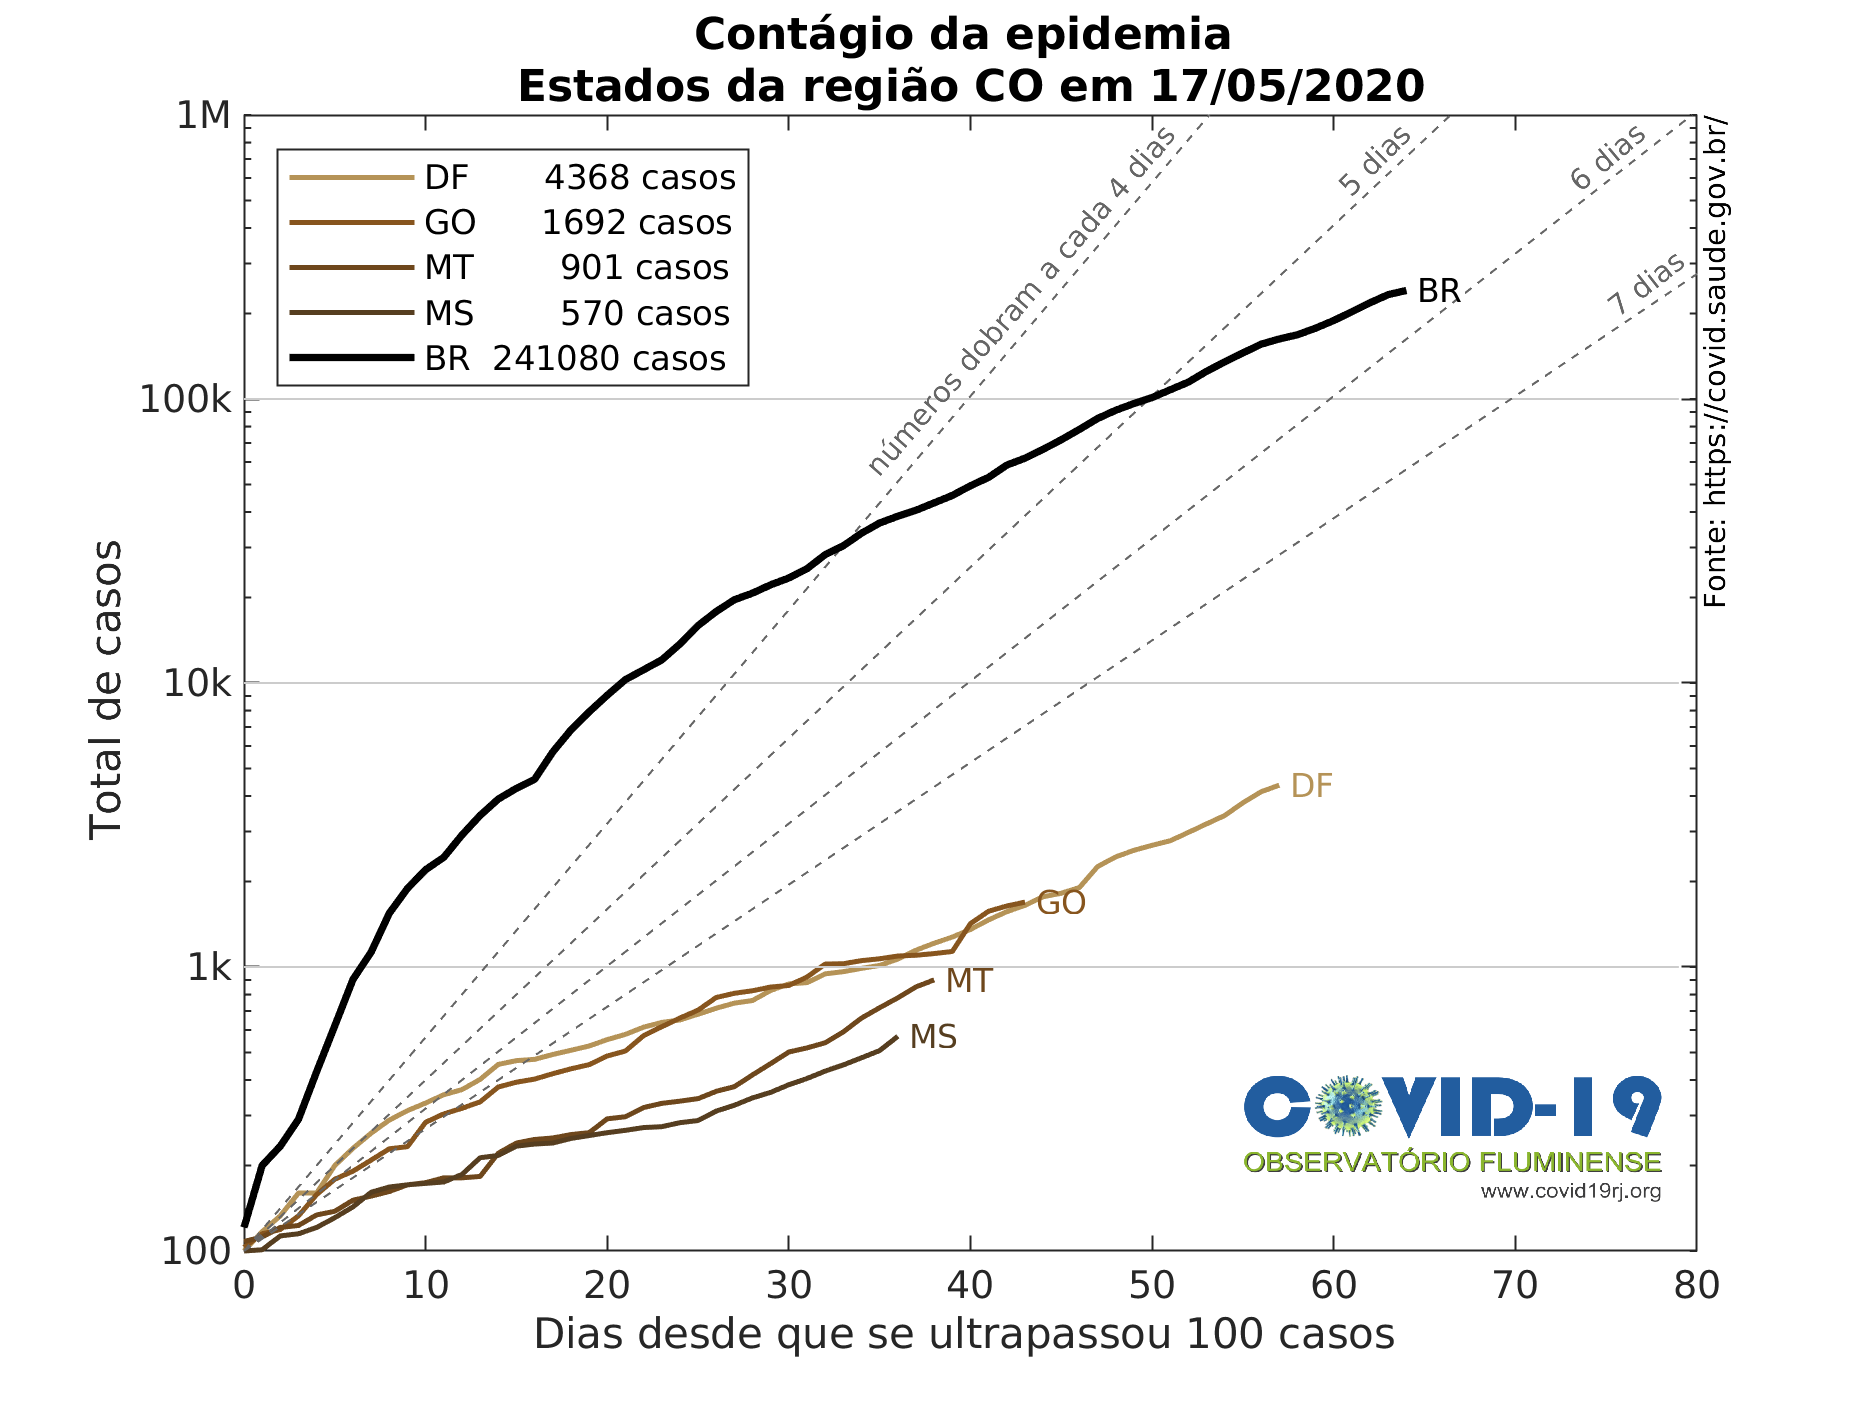 Contágio da epidemia
Estados da região CO em 17/05/2020
1M
100k
10k
1k
100
Total de casos
DF 4368 casos
GO 1692 casos
MT 901 casos
MS 570 casos
BR 241080 casos
números dobram a cada 4 dias
5 dias
6 dias
7 dias
BR
DF
GO
MT
MS
Fonte: https://covid.saude.gov.br/
COVID-19
OBSERVATÓRIO FLUMINENSE
www.covid19rj.org
0 10 20 30 40 50 60 70 80
Dias desde que se ultrapassou 100 casos